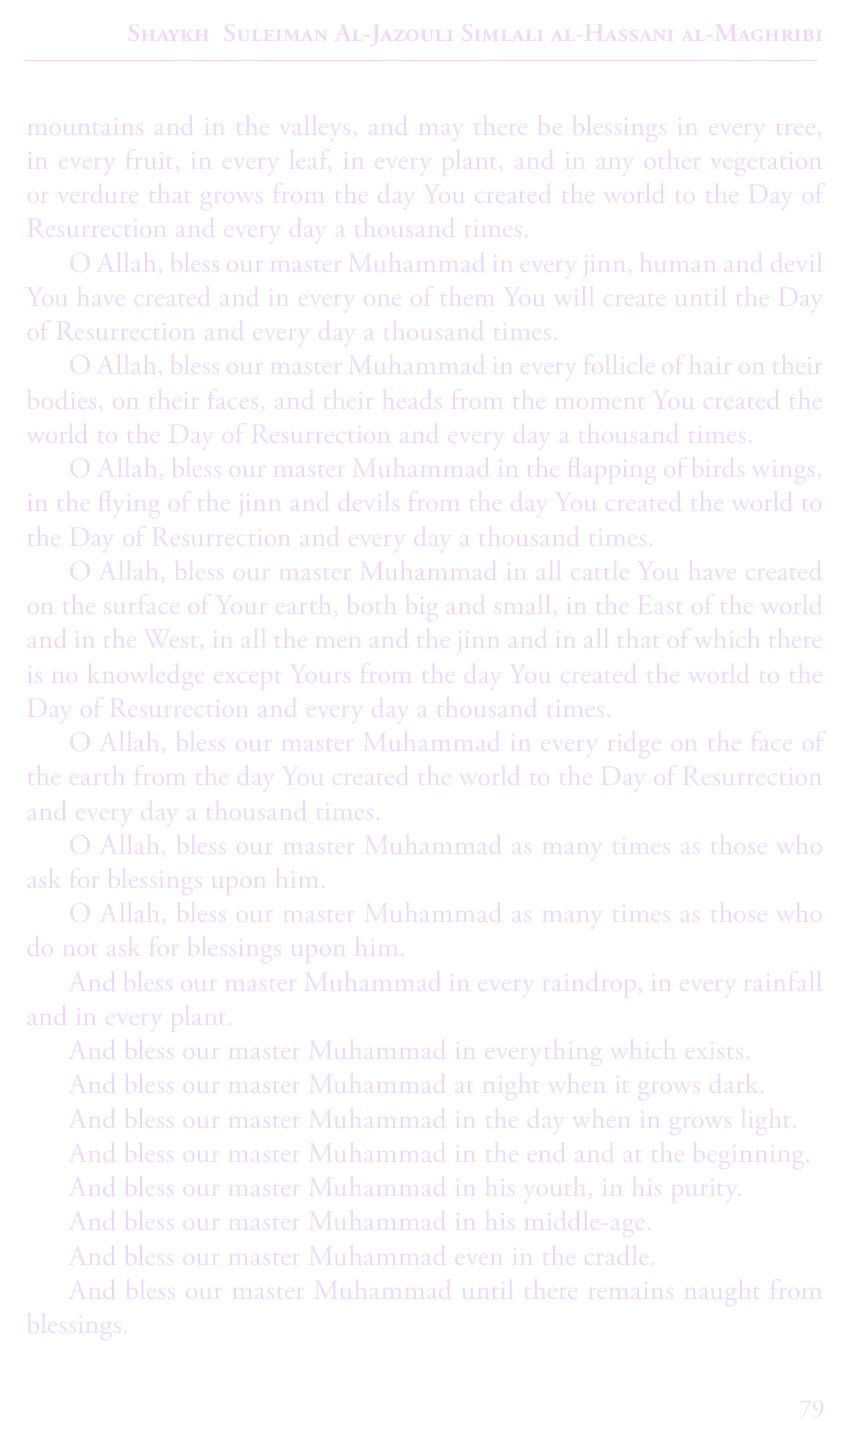 Shaykh Suleiman Al-Jazouli Simlali al-Hassani al-Maghribi
mountains and in the valleys, and may there be blessings in every tree,
in every fruit, in every leaf, in every plant, and in any other vegetation
or verdure that grows from the day You created the world to the Day of
Resurrection and every day a thousand times.
O Allah, bless our master Muhammad in every jinn, human and devil
You have created and in every one of them You will create until the Day
of Resurrection and every day a thousand times.
O Allah, bless our master Muhammad in every follicle of hair on their
bodies, on their faces, and their heads from the moment You created the
world to the Day of Resurrection and every day a thousand times.
O Allah, bless our master Muhammad in the flapping of birds wings,
in the flying of the jinn and devils from the day You created the world to
the Day of Resurrection and every day a thousand times.
O Allah, bless our master Muhammad in all cattle You have created
on the surface of Your earth, both big and small, in the East of the world
and in the West, in all the men and the jinn and in all that of which there
is no knowledge except Yours from the day You created the world to the
Day of Resurrection and every day a thousand times.
O Allah, bless our master Muhammad in every ridge on the face of
the earth from the day You created the world to the Day of Resurrection
and every day a thousand times.
O Allah, bless our master Muhammad as many times as those who
ask for blessings upon him.
O Allah, bless our master Muhammad as many times as those who
do not ask for blessings upon him.
And bless our master Muhammad in every raindrop, in every rainfall
and in every plant.
And bless our master Muhammad in everything which exists.
And bless our master Muhammad at night when it grows dark.
And bless our master Muhammad in the day when in grows light.
And bless our master Muhammad in the end and at the beginning.
And bless our master Muhammad in his youth, in his purity.
And bless our master Muhammad in his middle-age.
And bless our master Muhammad even in the cradle.
And bless our master Muhammad until there remains naught from
blessings.
79